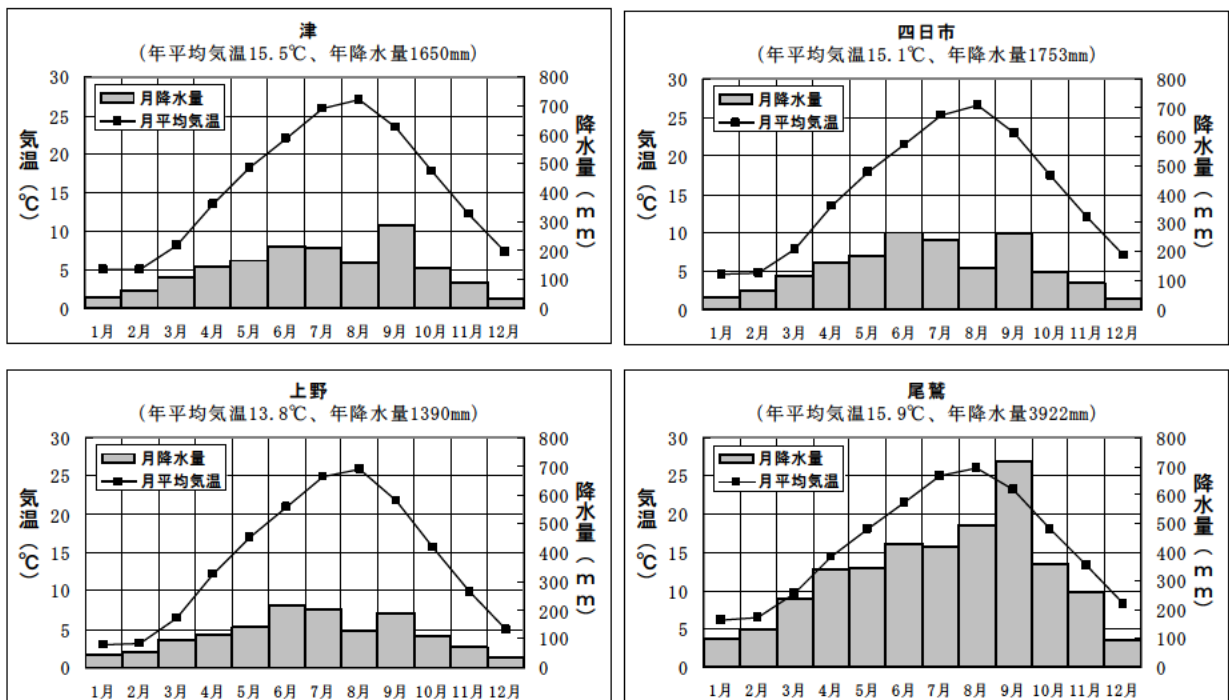 津
(年平均気温15.5℃、年降水量1650mm)
30
25
20
15
10
5
0
800
700
600
500
400
300
200
100
0
気温（℃）
降水量（mm）
月降水量
月平均気温
1月 2月 3月 4月 5月 6月 7月 8月 9月 10月 11月 12月
四日市
(年平均気温15.1℃、年降水量1753mm)
30
25
20
15
10
5
0
800
700
600
500
400
300
200
100
0
気温（℃）
降水量（mm）
月降水量
月平均気温
1月 2月 3月 4月 5月 6月 7月 8月 9月 10月 11月 12月
上野
(年平均気温13.8℃、年降水量1390mm)
30
25
20
15
10
5
0
800
700
600
500
400
300
200
100
0
気温（℃）
降水量（mm）
月降水量
月平均気温
1月 2月 3月 4月 5月 6月 7月 8月 9月 10月 11月 12月
尾鷲
(年平均気温15.9℃、年降水量3922mm)
30
25
20
15
10
5
0
800
700
600
500
400
300
200
100
0
気温（℃）
降水量（mm）
月降水量
月平均気温
1月 2月 3月 4月 5月 6月 7月 8月 9月 10月 11月 12月